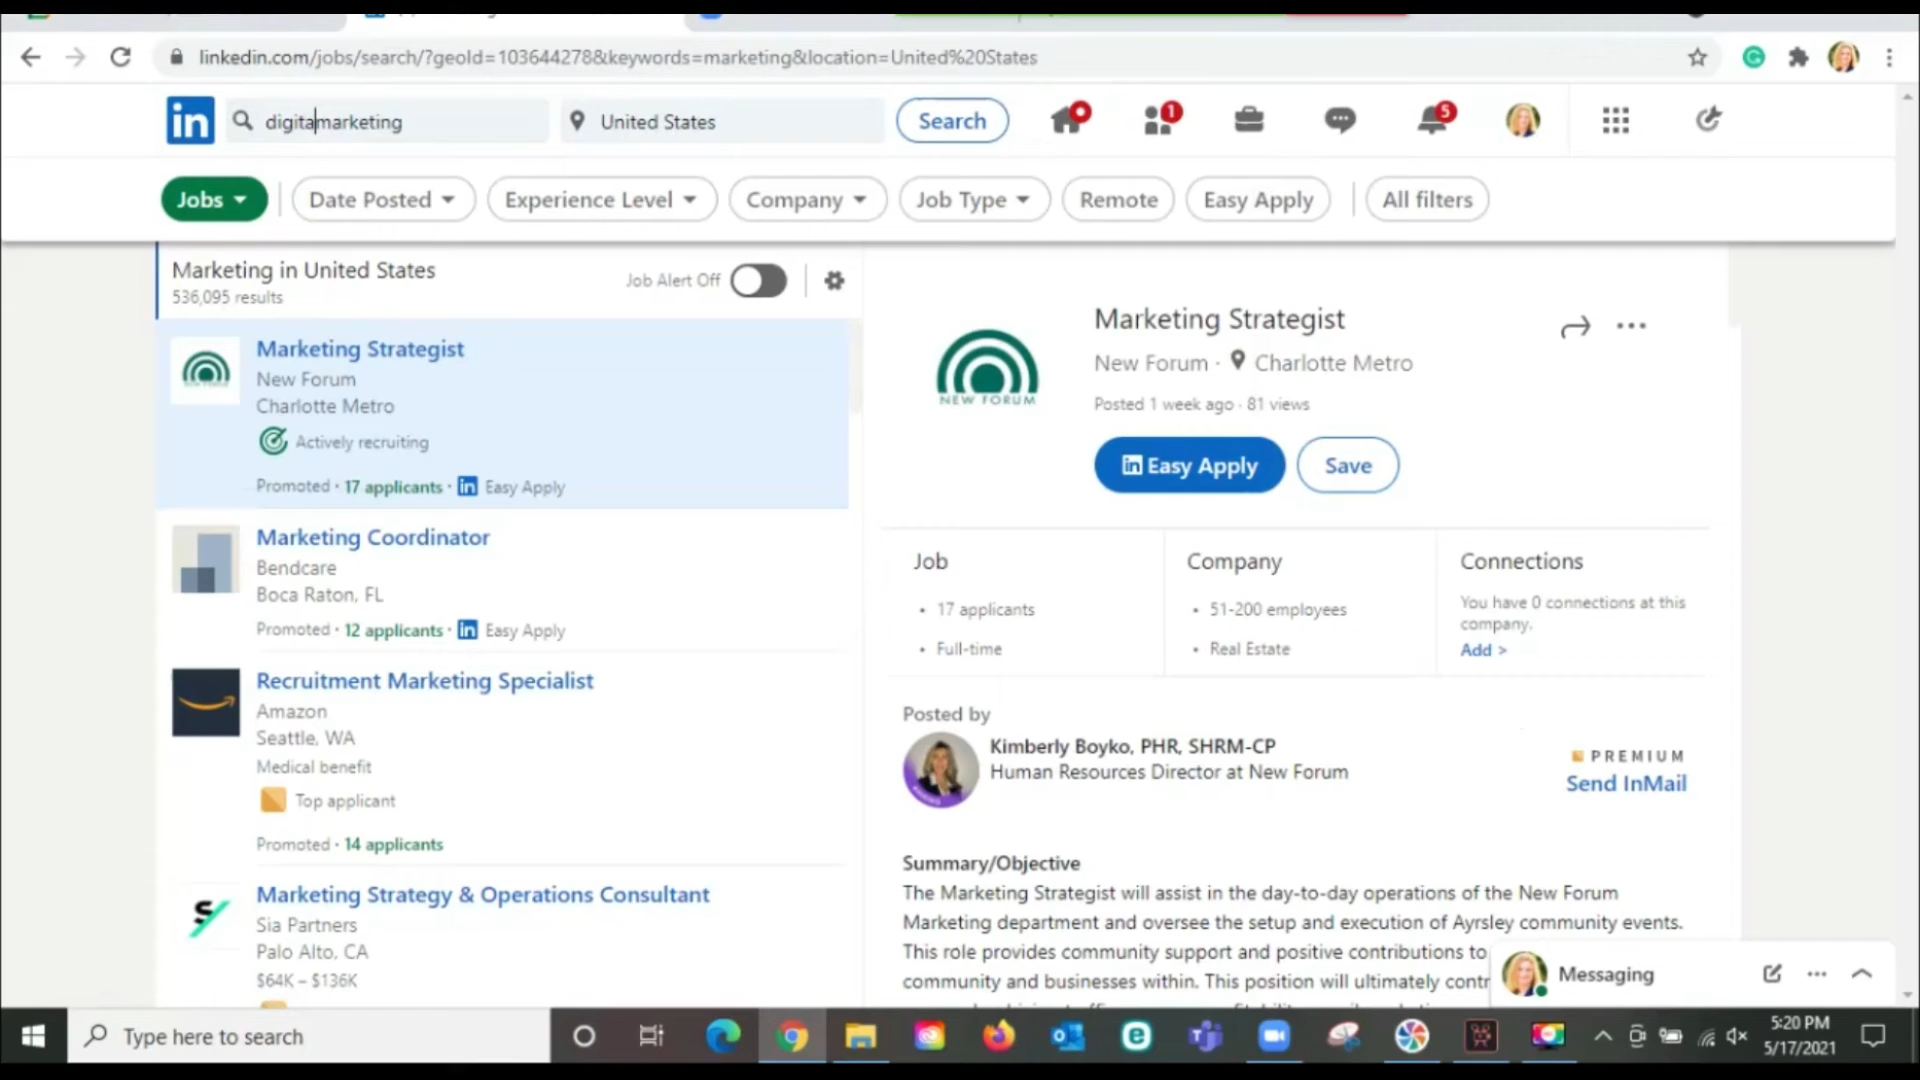 linkedin.com/jobs/search/?geoId=103644278&keywords=marketing&location=United%20States
in digitamarketing United States Search 1 5
Jobs Date Posted Experience Level Company Job Type Remote Easy Apply All filters
Marketing in United States
536,095 results
Job Alert Off
Marketing Strategist
New Forum
Charlotte Metro
Actively recruiting
Promoted · 17 applicants · in Easy Apply
Marketing Coordinator
Bendcare
Boca Raton, FL
Promoted · 12 applicants · in Easy Apply
Recruitment Marketing Specialist
Amazon
Seattle, WA
Medical benefit
Top applicant
Promoted · 14 applicants
Marketing Strategy & Operations Consultant
Sia Partners
Palo Alto, CA
$64K – $136K
NEW FORUM
Marketing Strategist
New Forum · Charlotte Metro
Posted 1 week ago · 81 views
in Easy Apply
Save
Job
• 17 applicants
• Full-time
Company
• 51-200 employees
• Real Estate
Connections
You have 0 connections at this
company.
Add >
Posted by
Kimberly Boyko, PHR, SHRM-CP
Human Resources Director at New Forum
PREMIUM
Send InMail
Summary/Objective
The Marketing Strategist will assist in the day-to-day operations of the New Forum
Marketing department and oversee the setup and execution of Ayrsley community events.
This role provides community support and positive contributions to
community and businesses within. This position will ultimately contr
Messaging
Type here to search
5:20 PM
5/17/2021